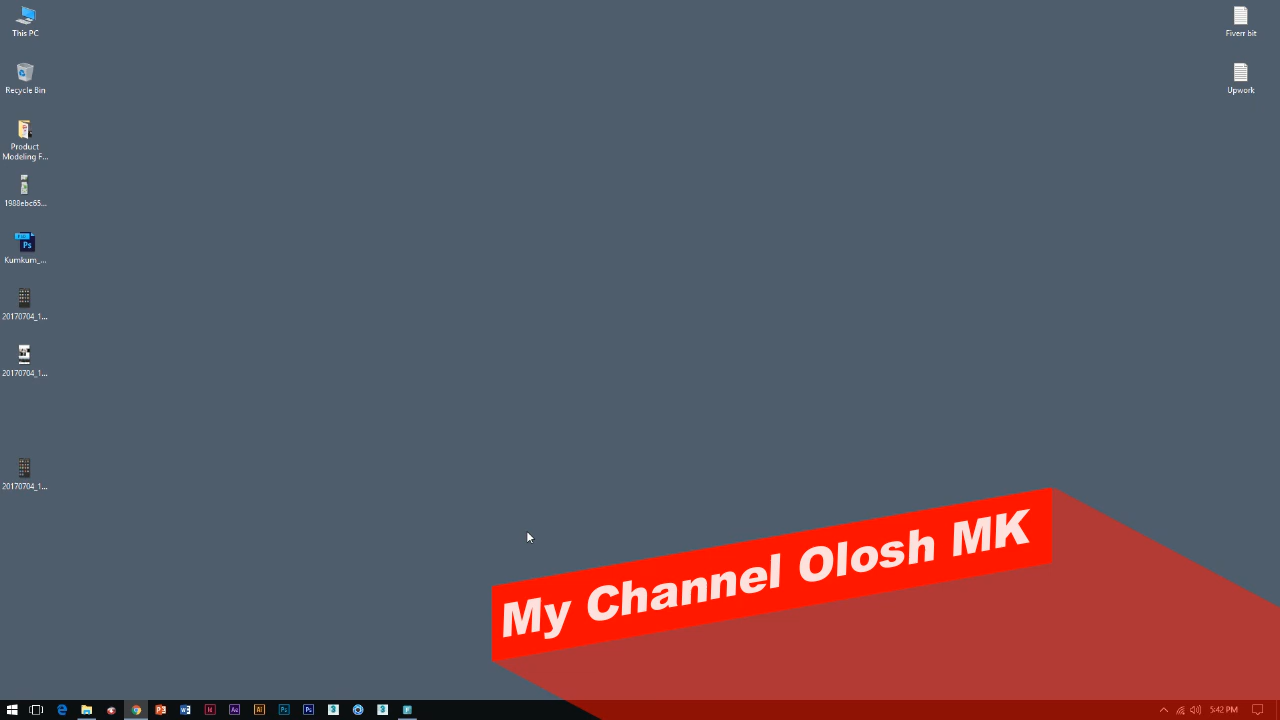 This PC
Recycle Bin
Product
Modeling F...
1988ebc65...
Kumkum_...
20170704_1...
20170704_1...
20170704_1...
Fiverr bit
Upwork
My Channel Olosh MK
5:42 PM